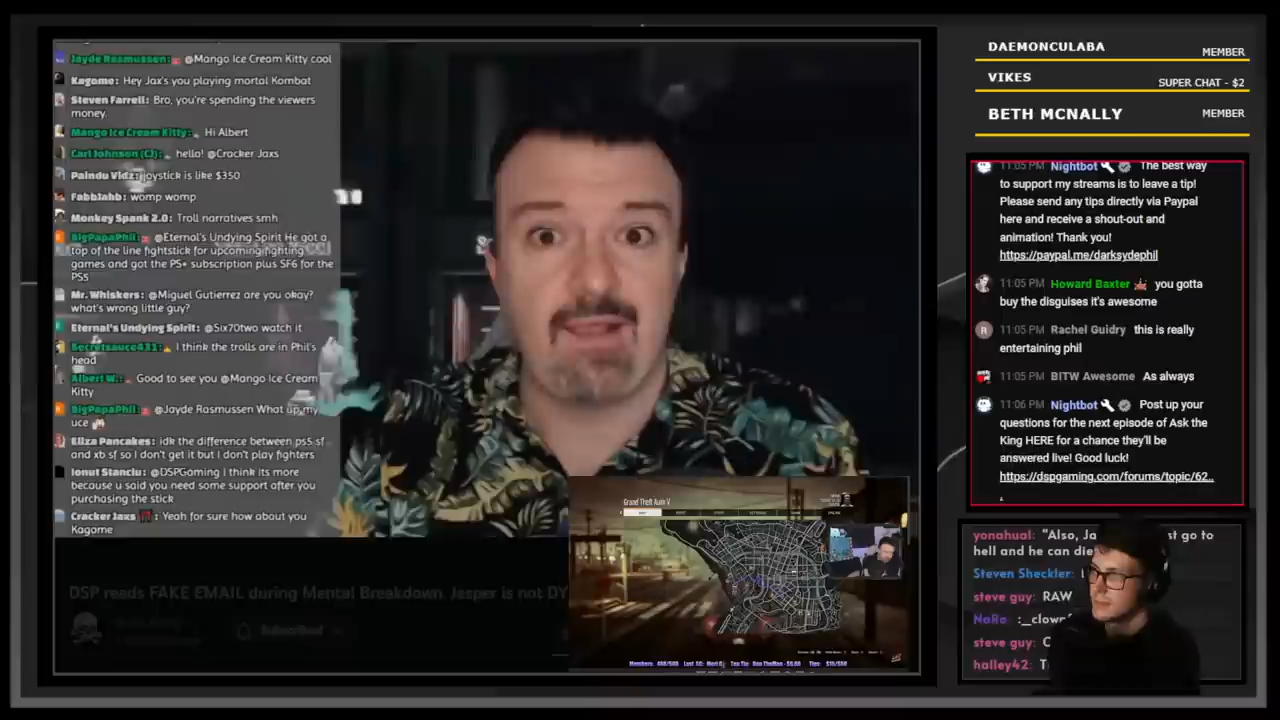 Jayde Rasmussen: @Mango Ice Cream Kitty cool
Kagome: Hey Jax's you playing mortal Kombat
Steven Farrell: Bro, you're spending the viewers
money.
Mango Ice Cream Kitty: Hi Albert
Carl Johnson (CJ): hello! @Cracker Jaxs
Paindu Vidz: joystick is like $350
FabbJahb: womp womp
Monkey Spank 2.0: Troll narratives smh
BigPapaPhil: @Eternal's Undying Spirit He got a
top of the line fightstick for upcoming fighting
games and got the PS+ subscription plus SF6 for the
PS5
Mr. Whiskers: @Miguel Gutierrez are you okay?
what's wrong little guy?
Eternal's Undying Spirit: @Six70two watch it
Secretsauce431: I think the trolls are in Phil's
head
Albert W.: Good to see you @Mango Ice Cream
Kitty
BigPapaPhil: @Jayde Rasmussen What up my
uce
Eliza Pancakes: idk the difference between ps5 sf
and xb sf so I don't get it but I don't play fighters
Ionut Stanciu: @DSPGaming I think its more
because u said you need some support after you
purchasing the stick
Cracker Jaxs: Yeah for sure how about you
Kagome
DSP reads FAKE EMAIL during Mental Breakdown. Jasper is not DY
Subscribed
Grand Theft Auto V
DAEMONCULABA MEMBER
VIKES SUPER CHAT - $2
BETH MCNALLY MEMBER
11:05 PM Nightbot The best way
to support my streams is to leave a tip!
Please send any tips directly via Paypal
here and receive a shout-out and
animation! Thank you!
https://paypal.me/darksydephil
11:05 PM Howard Baxter you gotta
buy the disguises it's awesome
R 11:05 PM Rachel Guidry this is really
entertaining phil
11:05 PM BITW Awesome As always
11:06 PM Nightbot Post up your
questions for the next episode of Ask the
King HERE for a chance they'll be
answered live! Good luck!
https://dspgaming.com/forums/topic/62..
.
yonahual: "Also, Ja st go to
hell and he can die
Steven Sheckler:
steve guy: RAW
NaRo: :_clown
steve guy: C
halley42: T